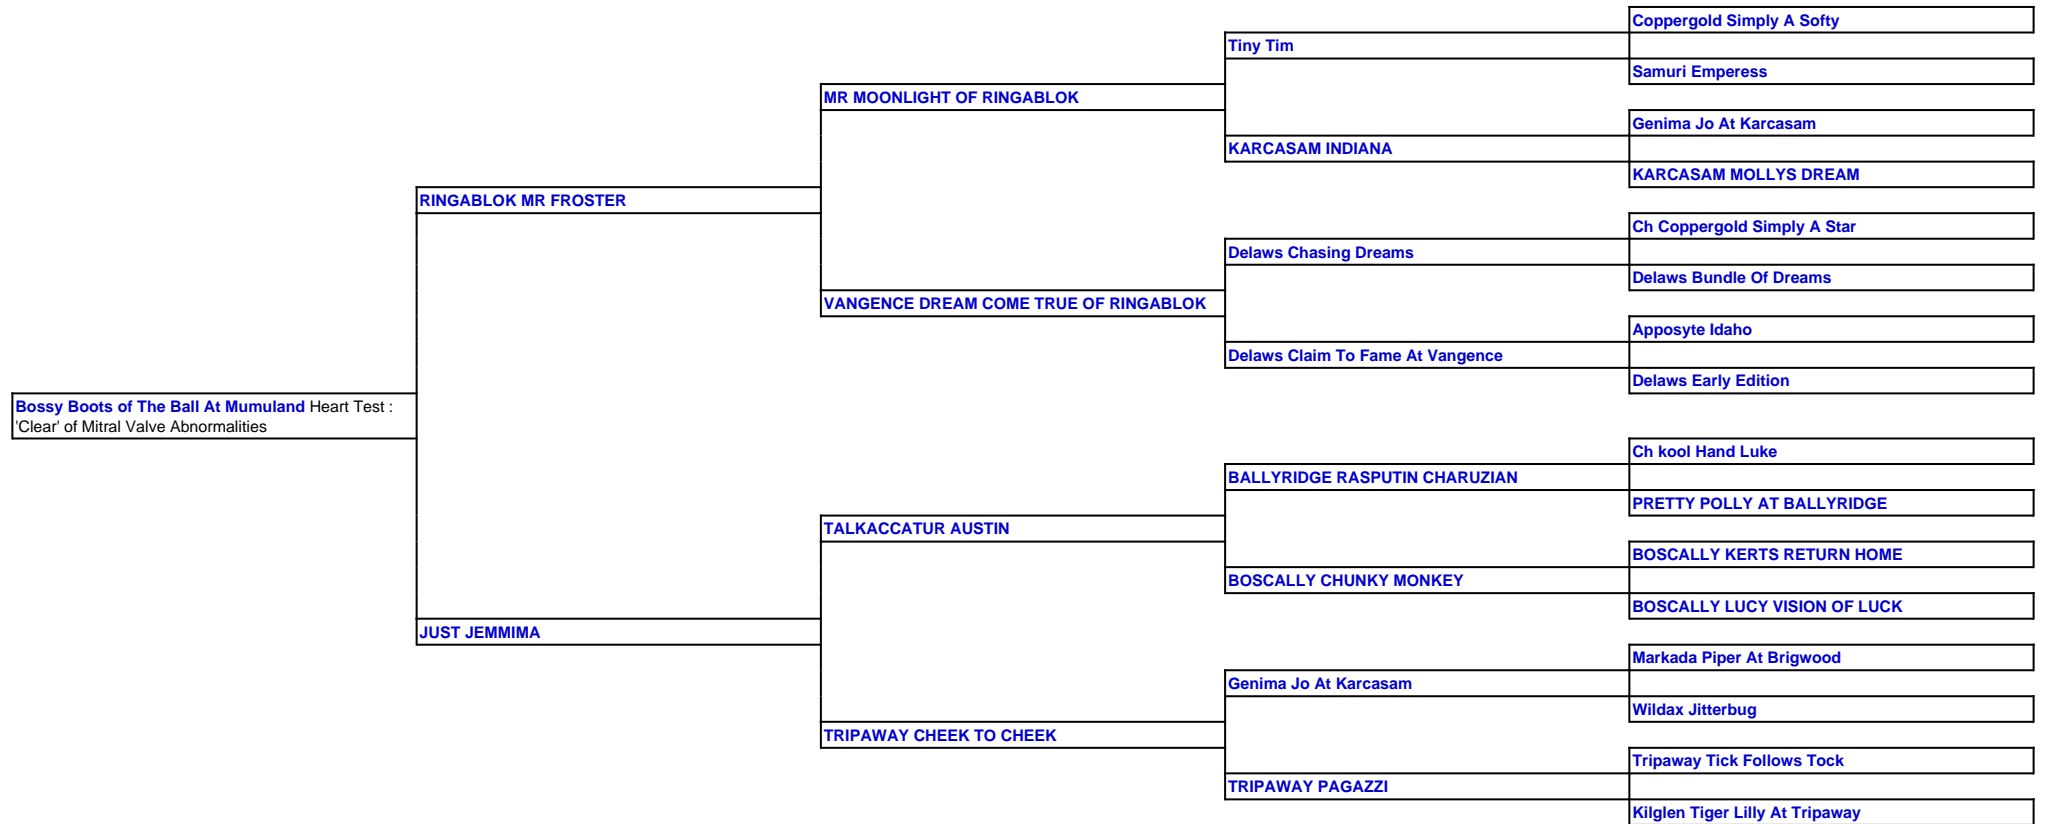 Coppergold Simply A Softy
Tiny Tim
Samuri Emperess
MR MOONLIGHT OF RINGABLOK
Genima Jo At Karcasam
KARCASAM INDIANA
KARCASAM MOLLYS DREAM
RINGABLOK MR FROSTER
Ch Coppergold Simply A Star
Delaws Chasing Dreams
Delaws Bundle Of Dreams
VANGENCE DREAM COME TRUE OF RINGABLOK
Apposyte Idaho
Delaws Claim To Fame At Vangence
Delaws Early Edition
Bossy Boots of The Ball At Mumuland Heart Test :
'Clear' of Mitral Valve Abnormalities
Ch kool Hand Luke
BALLYRIDGE RASPUTIN CHARUZIAN
PRETTY POLLY AT BALLYRIDGE
TALKACCATUR AUSTIN
BOSCALLY KERTS RETURN HOME
BOSCALLY CHUNKY MONKEY
BOSCALLY LUCY VISION OF LUCK
JUST JEMMIMA
Markada Piper At Brigwood
Genima Jo At Karcasam
Wildax Jitterbug
TRIPAWAY CHEEK TO CHEEK
Tripaway Tick Follows Tock
TRIPAWAY PAGAZZI
Kilglen Tiger Lilly At Tripaway